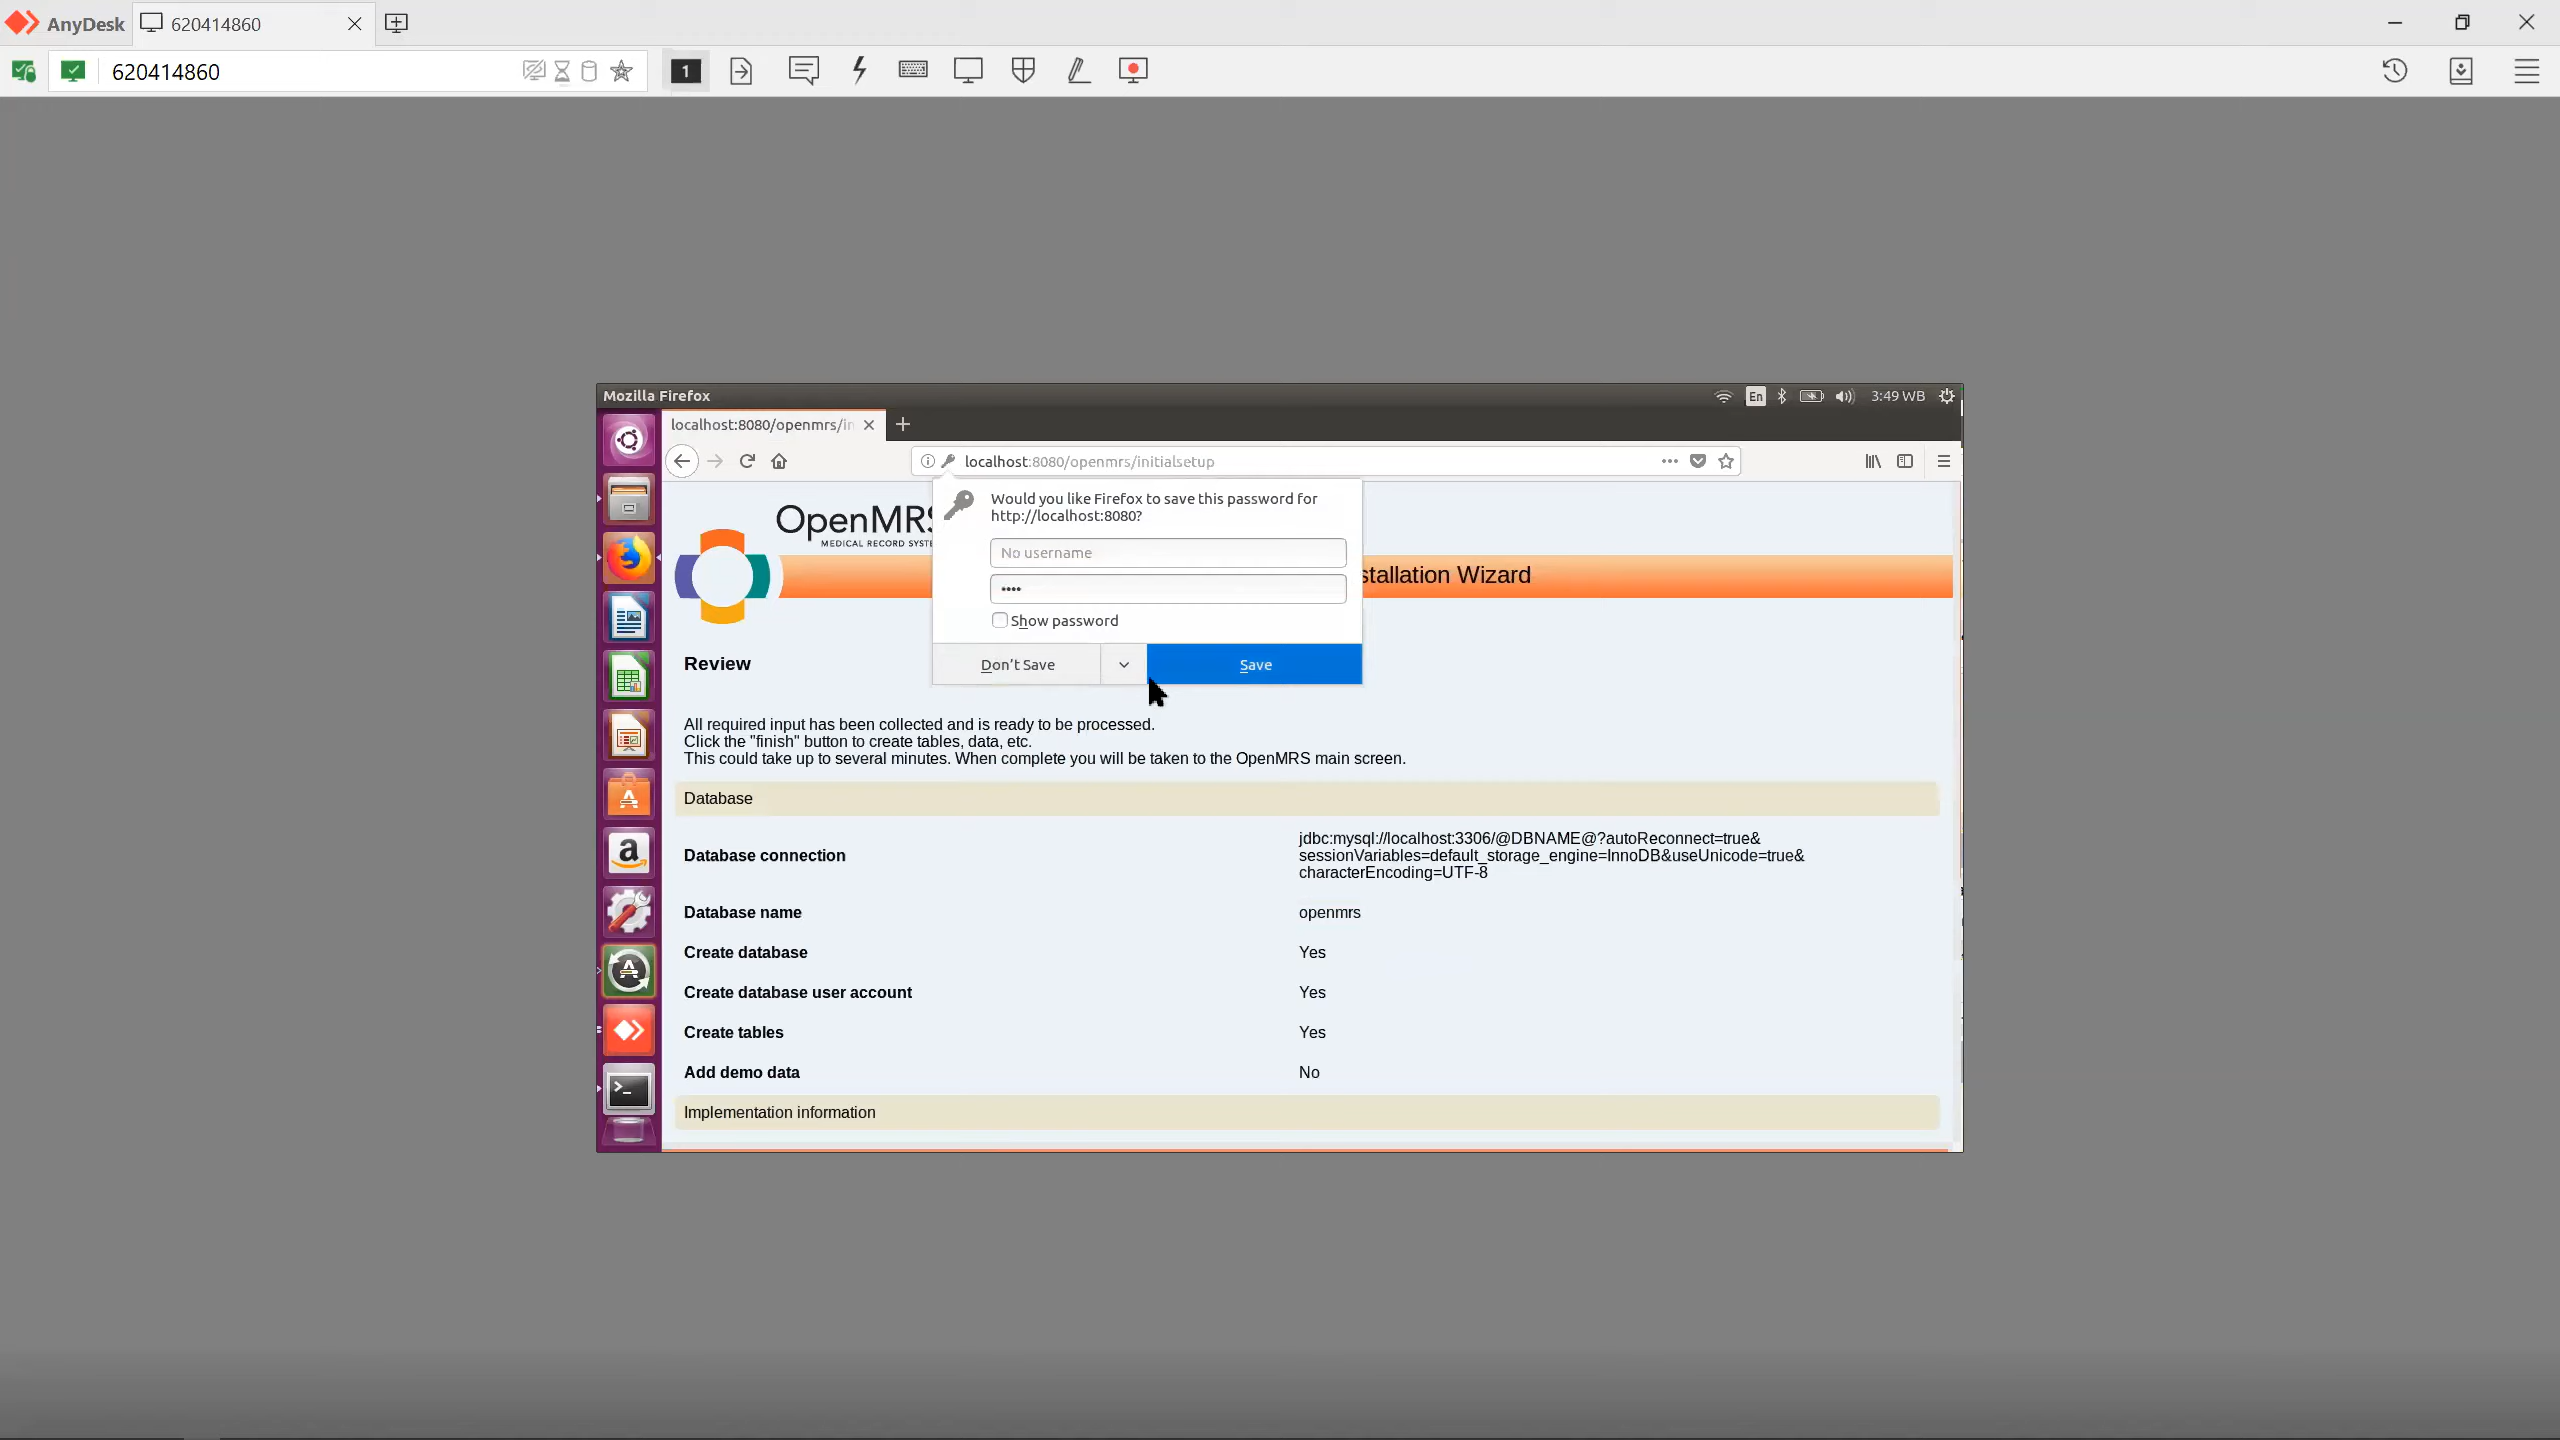 AnyDesk
620414860
620414860
1
Mozilla Firefox
En
3:49 WB
localhost:8080/openmrs/in
localhost:8080/openmrs/initialsetup
Would you like Firefox to save this password for
http://localhost:8080?
No username
••••
Show password
Don't Save
Save
OpenMRS
MEDICAL RECORD SYSTE
stallation Wizard
Review
All required input has been collected and is ready to be processed.
Click the "finish" button to create tables, data, etc.
This could take up to several minutes. When complete you will be taken to the OpenMRS main screen.
Database
Database connection
jdbc:mysql://localhost:3306/@DBNAME@?autoReconnect=true&
sessionVariables=default_storage_engine=InnoDB&useUnicode=true&
characterEncoding=UTF-8
Database name openmrs
Create database Yes
Create database user account Yes
Create tables Yes
Add demo data No
Implementation information